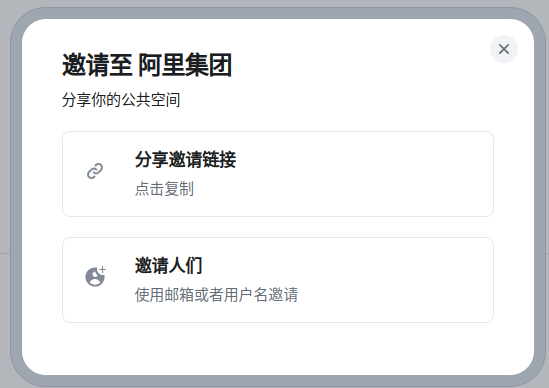 邀请至 阿里集团
分享你的公共空间
分享邀请链接
点击复制
邀请人们
使用邮箱或者用户名邀请